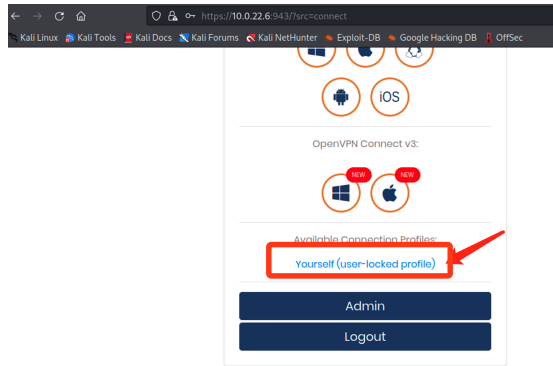 https://10.0.22.6:943/?src=connect
Kali Linux Kali Tools Kali Docs Kali Forums Kali NetHunter Exploit-DB Google Hacking DB OffSec
iOS
OpenVPN Connect v3:
NEW NEW
Available Connection Profiles:
Yourself (user-locked profile)
Admin
Logout